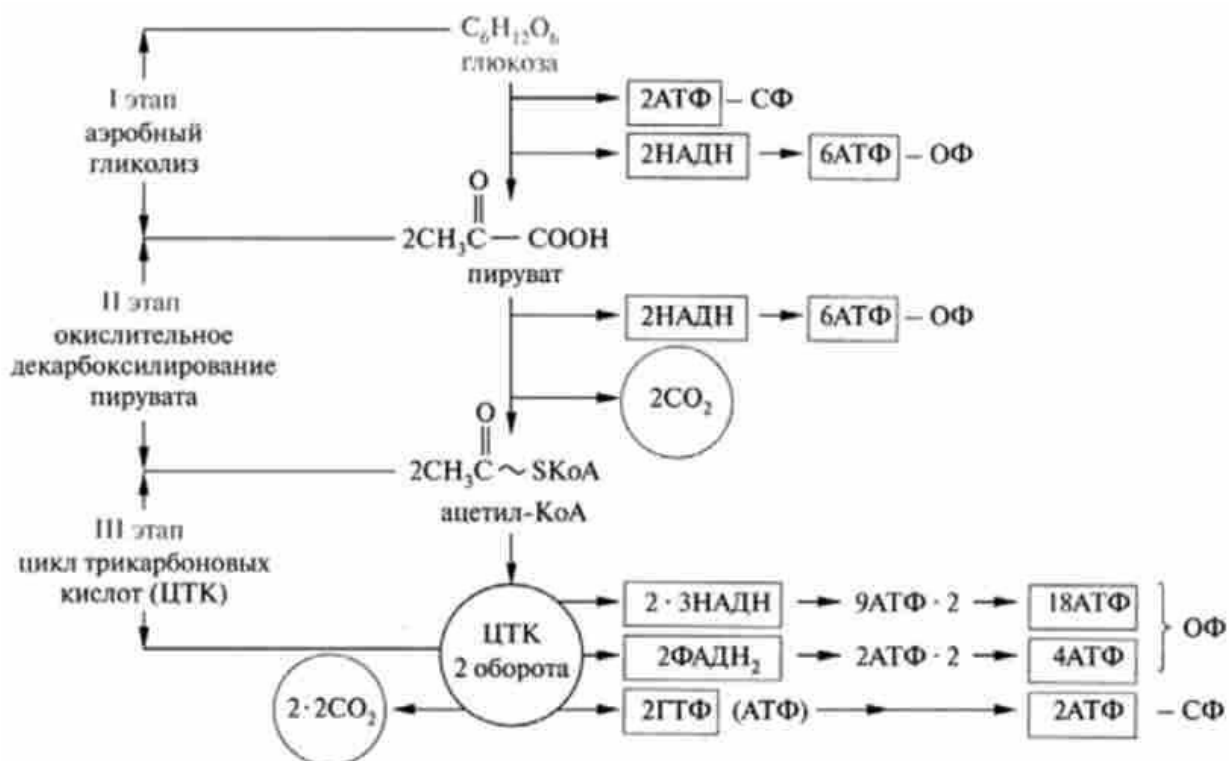 C₆H₁₂O₆
глюкоза
I этап
аэробный
гликолиз
2АТФ – СФ
2НАДН → 6АТФ – ОФ
O
2CH₃C — COOH
пируват
II этап
окислительное
декарбоксилирование
пирувата
2НАДН → 6АТФ – ОФ
2CO₂
O
2CH₃C ~ SKoA
ацетил-КоА
III этап
цикл трикарбоновых
кислот (ЦТК)
ЦТК
2 оборота
2 · 3НАДН → 9АТФ · 2 → 18АТФ
2ФАДН₂ → 2АТФ · 2 → 4АТФ
ОФ
2ГТФ (АТФ) → 2АТФ – СФ
2·2CO₂